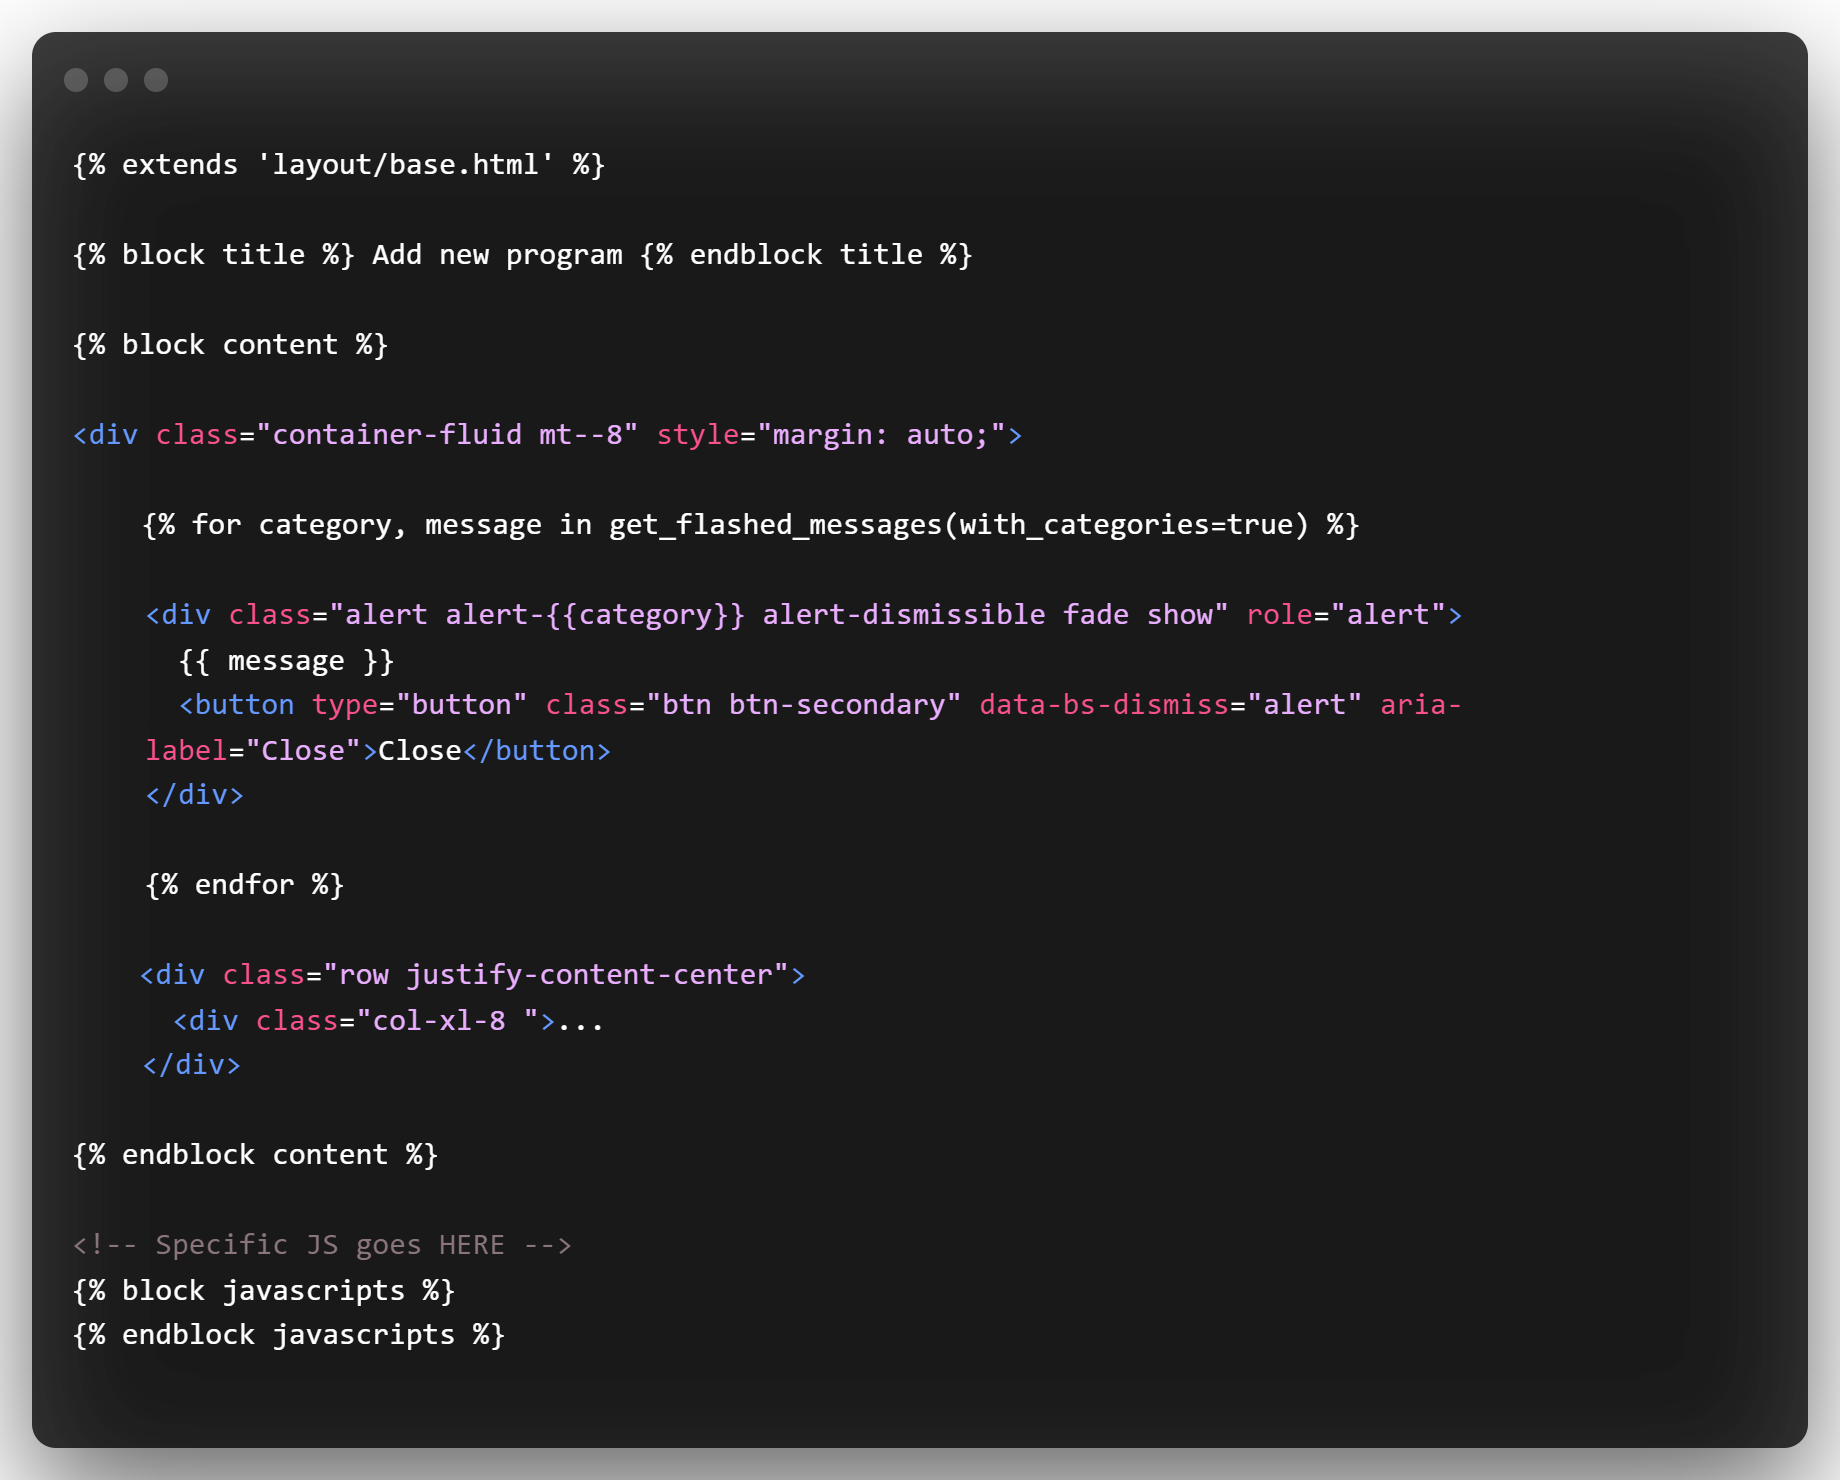 {% extends 'layout/base.html' %}
{% block title %} Add new program {% endblock title %}
{% block content %}
<div class="container-fluid mt--8" style="margin: auto;">
{% for category, message in get_flashed_messages(with_categories=true) %}
<div class="alert alert-{{category}} alert-dismissible fade show" role="alert">
{{ message }}
<button type="button" class="btn btn-secondary" data-bs-dismiss="alert" aria-
label="Close">Close</button>
</div>
{% endfor %}
<div class="row justify-content-center">
<div class="col-xl-8 ">...
</div>
{% endblock content %}
<!-- Specific JS goes HERE -->
{% block javascripts %}
{% endblock javascripts %}